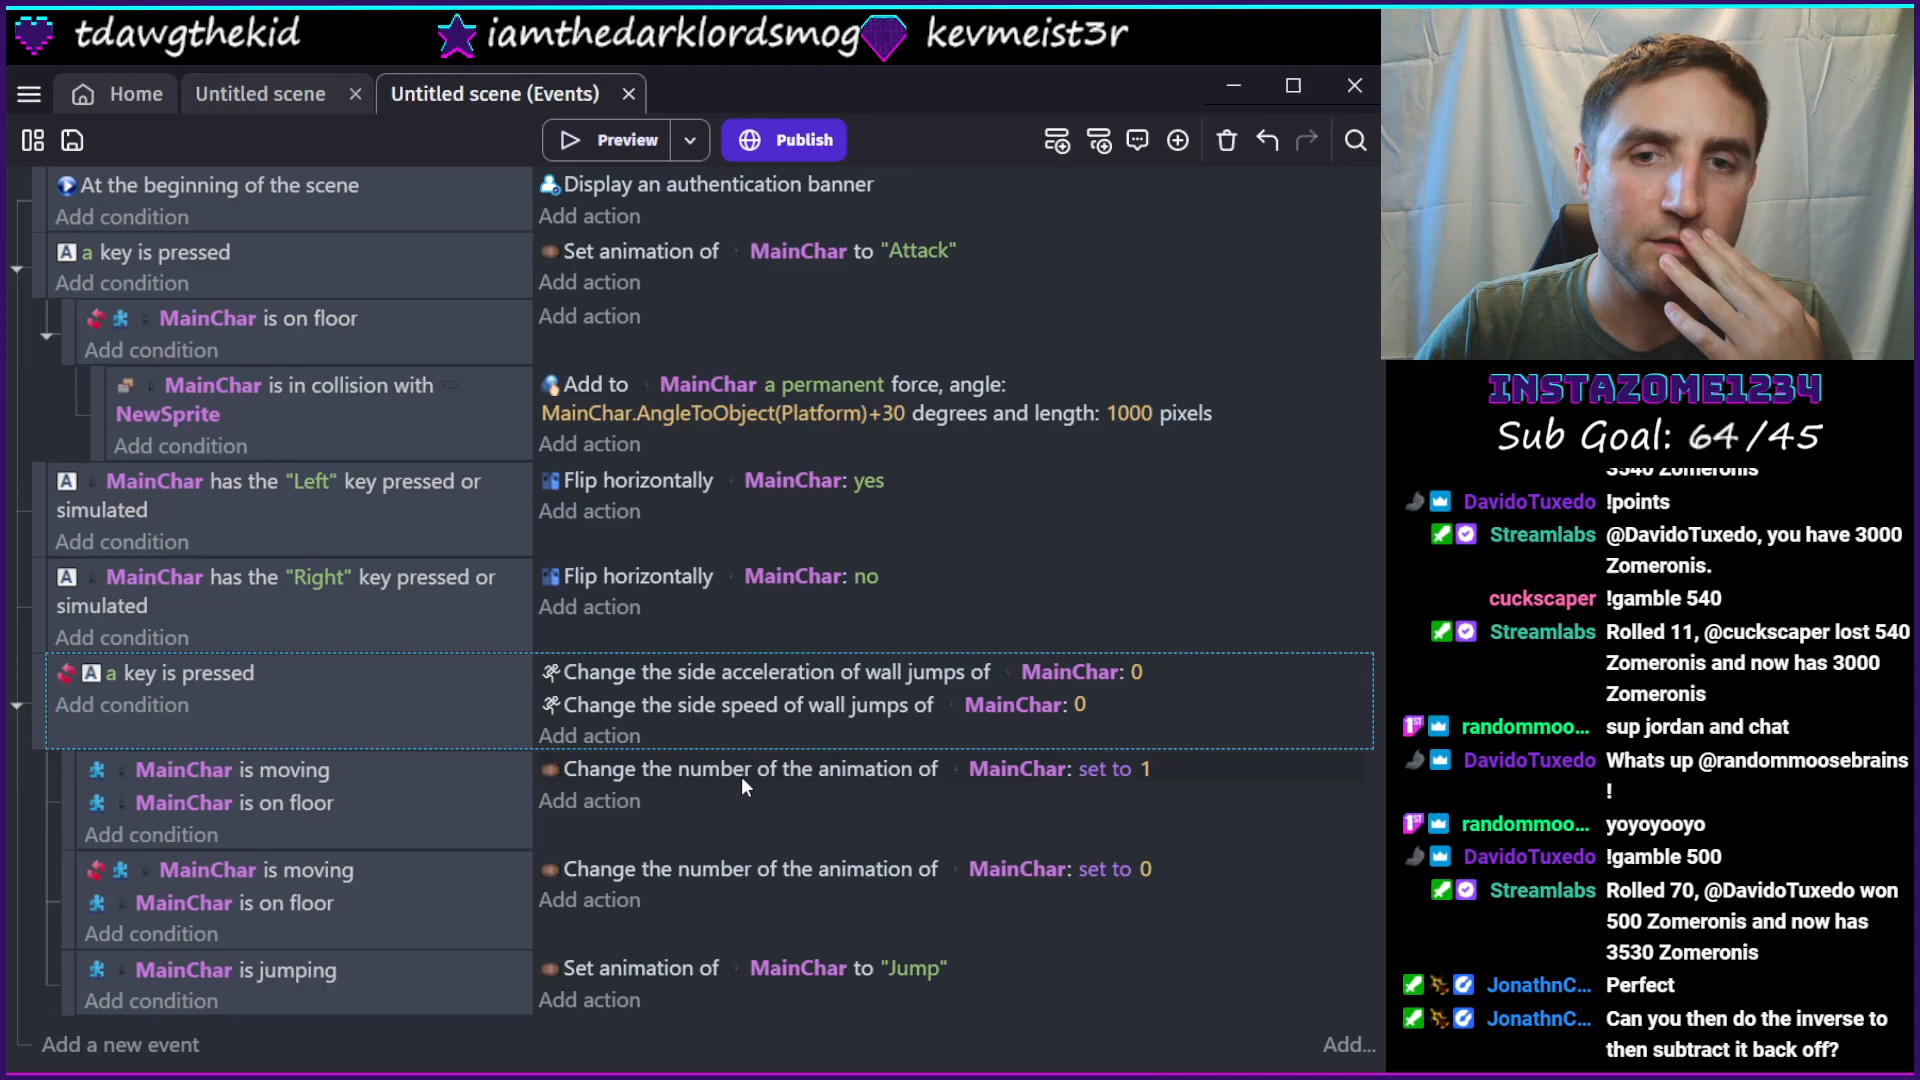 tdawgthekid iamthedarklordsmog kevmeist3r
Home Untitled scene Untitled scene (Events)
Preview Publish
At the beginning of the scene Display an authentication banner
Add condition Add action
A a key is pressed Set animation of MainChar to "Attack"
Add condition Add action
MainChar is on floor Add action
Add condition
MainChar is in collision with Add to MainChar a permanent force, angle:
NewSprite MainChar.AngleToObject(Platform)+30 degrees and length: 1000 pixels
Add condition Add action
A MainChar has the "Left" key pressed or Flip horizontally MainChar: yes
simulated Add action
Add condition
A MainChar has the "Right" key pressed or Flip horizontally MainChar: no
simulated Add action
Add condition
A a key is pressed Change the side acceleration of wall jumps of MainChar: 0
Add condition Change the side speed of wall jumps of MainChar: 0
Add action
MainChar is moving Change the number of the animation of MainChar: set to 1
MainChar is on floor Add action
Add condition
MainChar is moving Change the number of the animation of MainChar: set to 0
MainChar is on floor Add action
Add condition
MainChar is jumping Set animation of MainChar to "Jump"
Add condition Add action
Add a new event Add...
INSTAZOME1234
Sub Goal: 64/45
3540 Zomeronis
DavidoTuxedo !points
Streamlabs @DavidoTuxedo, you have 3000
Zomeronis.
cuckscaper !gamble 540
Streamlabs Rolled 11, @cuckscaper lost 540
Zomeronis and now has 3000
Zomeronis
1ST randommoo... sup jordan and chat
DavidoTuxedo Whats up @randommoosebrains
!
1ST randommoo... yoyoyooyo
DavidoTuxedo !gamble 500
Streamlabs Rolled 70, @DavidoTuxedo won
500 Zomeronis and now has
3530 Zomeronis
JonathnC... Perfect
JonathnC... Can you then do the inverse to
then subtract it back off?